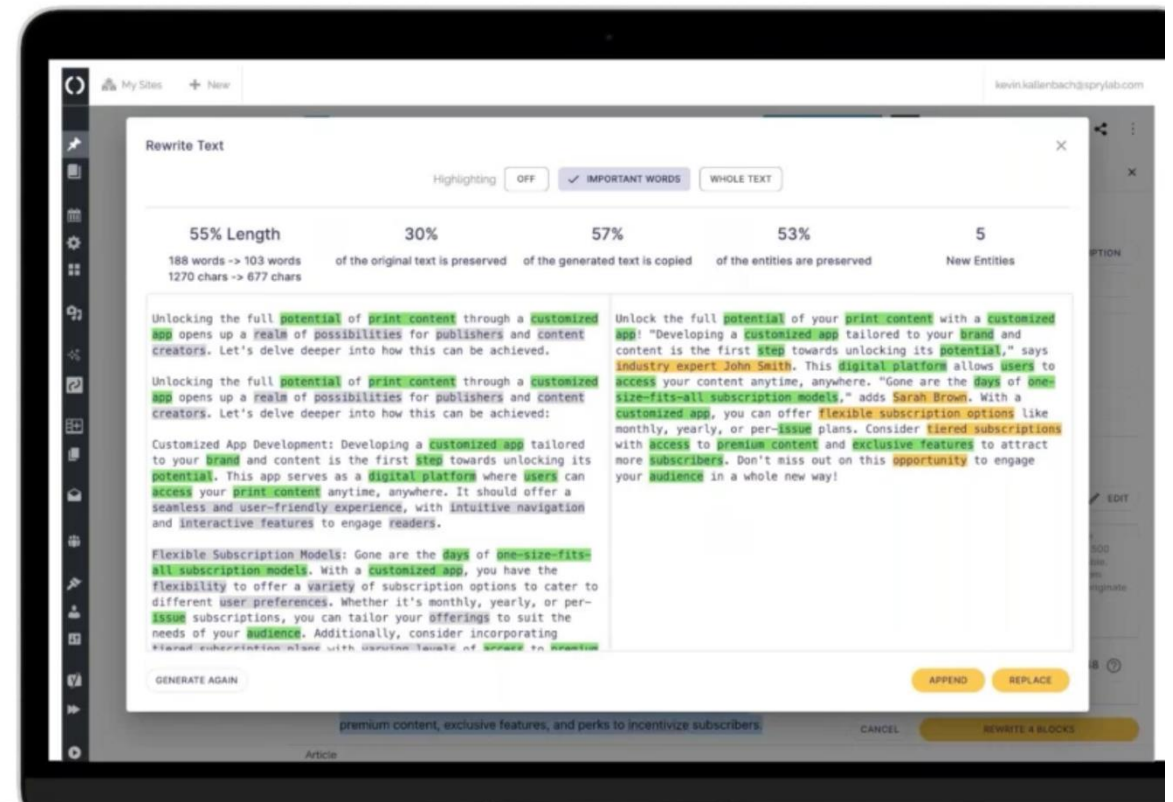 My Sites
+ New
kevin.kallenbach@sprylab.com
Rewrite Text
Highlighting
OFF
IMPORTANT WORDS
WHOLE TEXT
55% Length
188 words -> 103 words
1270 chars -> 677 chars
30%
of the original text is preserved
57%
of the generated text is copied
53%
of the entities are preserved
5
New Entities
Unlocking the full potential of print content through a customized
app opens up a realm of possibilities for publishers and content
creators. Let's delve deeper into how this can be achieved.
Unlocking the full potential of print content through a customized
app opens up a realm of possibilities for publishers and content
creators. Let's delve deeper into how this can be achieved:
Customized App Development: Developing a customized app tailored
to your brand and content is the first step towards unlocking its
potential. This app serves as a digital platform where users can
access your print content anytime, anywhere. It should offer a
seamless and user-friendly experience, with intuitive navigation
and interactive features to engage readers.
Flexible Subscription Models: Gone are the days of one-size-fits-
all subscription models. With a customized app, you have the
flexibility to offer a variety of subscription options to cater to
different user preferences. Whether it's monthly, yearly, or per-
issue subscriptions, you can tailor your offerings to suit the
needs of your audience. Additionally, consider incorporating
tiered subscription plans with varying levels of access to premium
Unlock the full potential of your print content with a customized
app! "Developing a customized app tailored to your brand and
content is the first step towards unlocking its potential," says
industry expert John Smith. This digital platform allows users to
access your content anytime, anywhere. "Gone are the days of one-
size-fits-all subscription models," adds Sarah Brown. With a
customized app, you can offer flexible subscription options like
monthly, yearly, or per-issue plans. Consider tiered subscriptions
with access to premium content and exclusive features to attract
more subscribers. Don't miss out on this opportunity to engage
your audience in a whole new way!
GENERATE AGAIN
APPEND
REPLACE
PTION
EDIT
500
ble,
originate
premium content, exclusive features, and perks to incentivize subscribers.
CANCEL
REWRITE 4 BLOCKS
Article